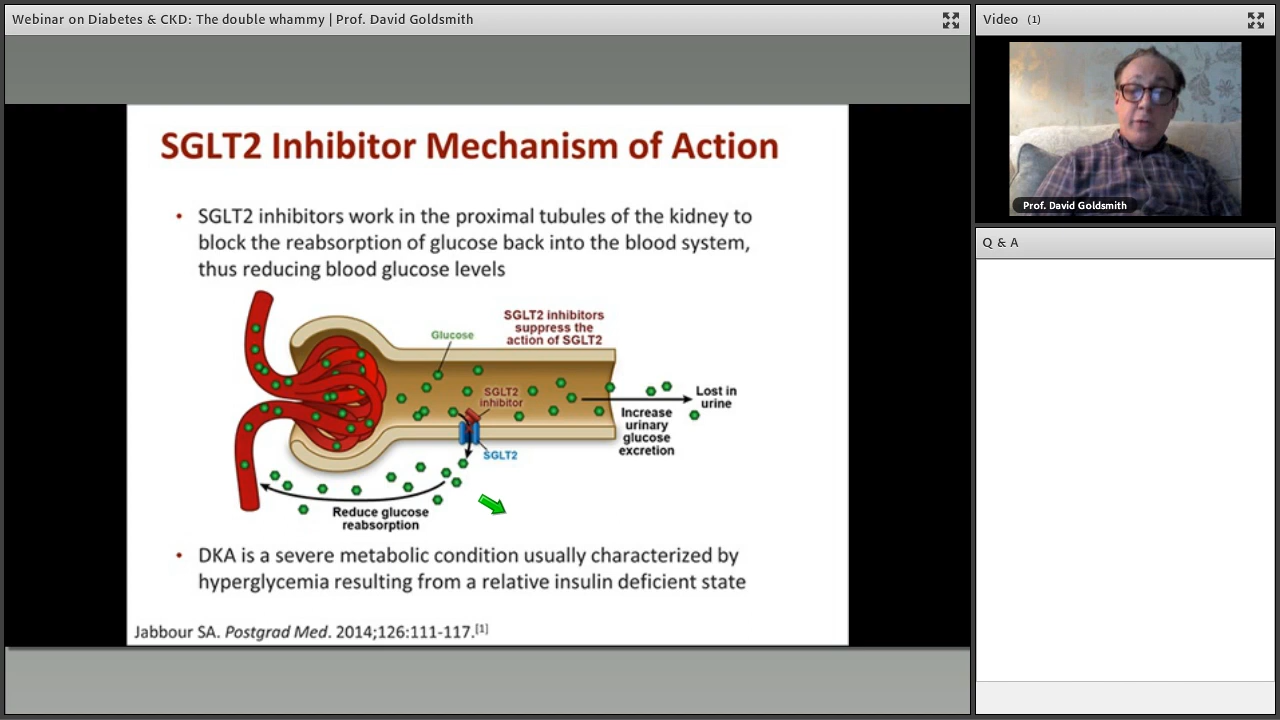 Webinar on Diabetes & CKD: The double whammy | Prof. David Goldsmith
Video (1)
Prof. David Goldsmith
Q & A
SGLT2 Inhibitor Mechanism of Action
• SGLT2 inhibitors work in the proximal tubules of the kidney to
block the reabsorption of glucose back into the blood system,
thus reducing blood glucose levels
SGLT2 inhibitors
suppress the
action of SGLT2
Glucose
SGLT2
inhibitor
SGLT2
Lost in
urine
Increase
urinary
glucose
excretion
Reduce glucose
reabsorption
• DKA is a severe metabolic condition usually characterized by
hyperglycemia resulting from a relative insulin deficient state
Jabbour SA. Postgrad Med. 2014;126:111-117.[1]